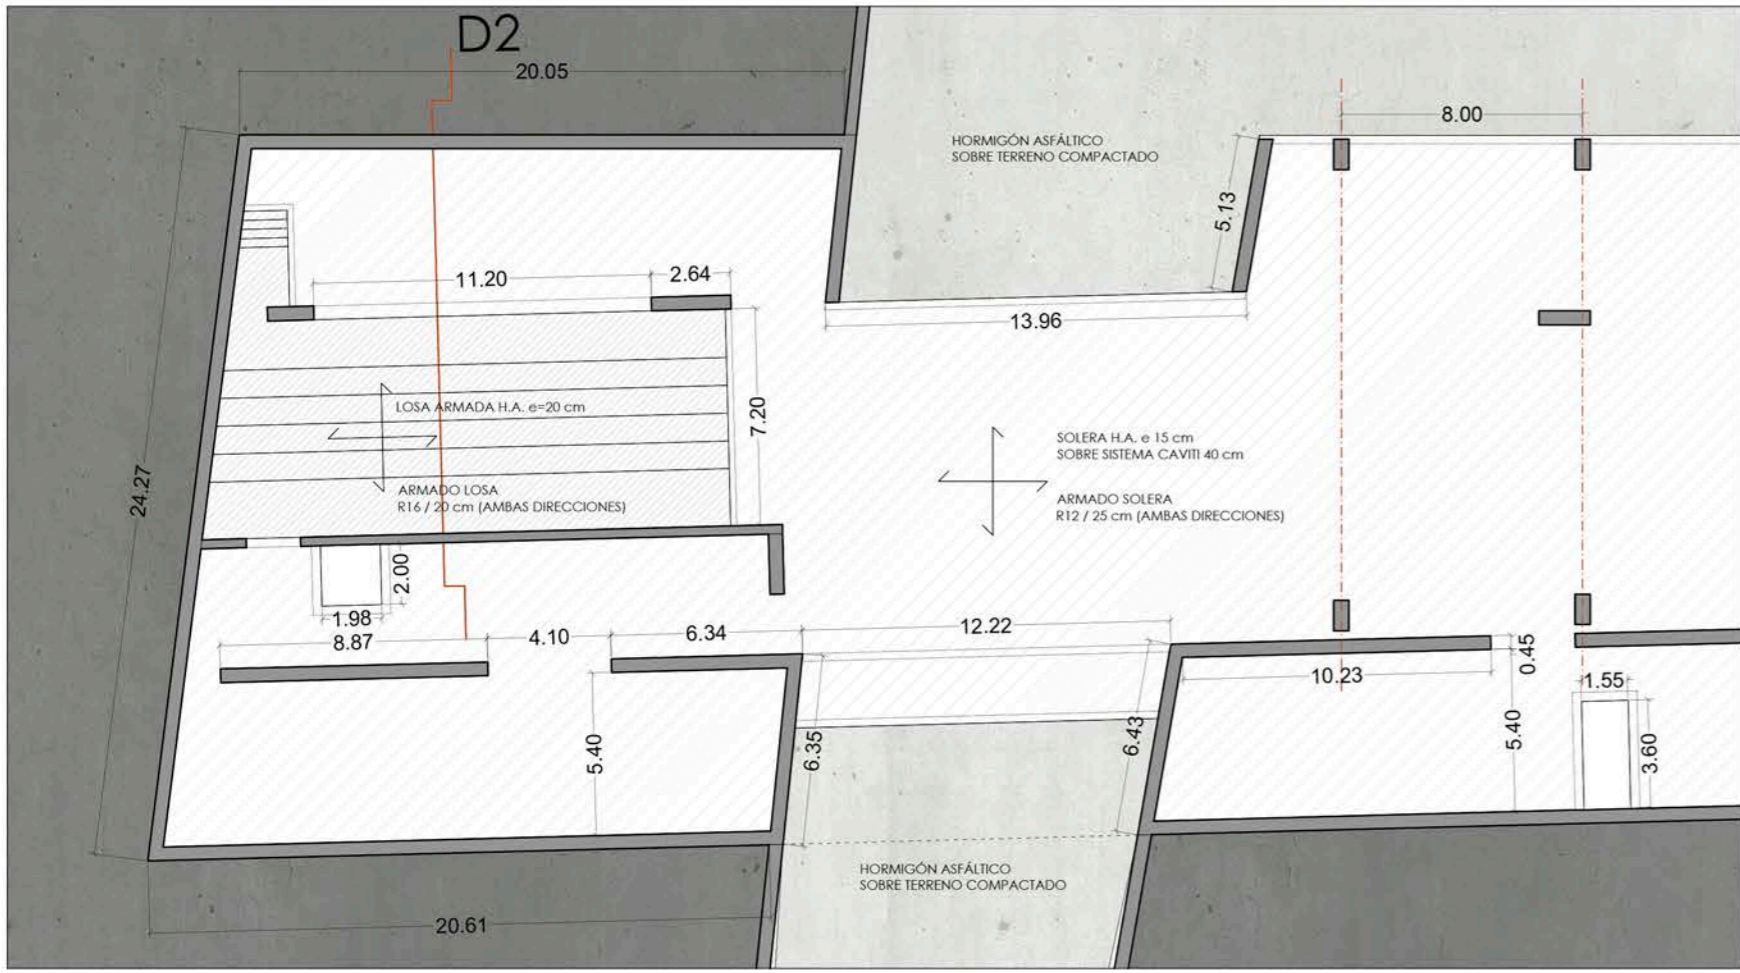 D2
20.05
8.00
HORMIGÓN ASFÁLTICO
SOBRE TERRENO COMPACTADO
5.13
11.20
2.64
13.96
LOSA ARMADA H.A. e=20 cm
7.20
SOLERA H.A. e 15 cm
SOBRE SISTEMA CAVITI 40 cm
24.27
ARMADO LOSA
R16 / 20 cm (AMBAS DIRECCIONES)
ARMADO SOLERA
R12 / 25 cm (AMBAS DIRECCIONES)
2.00
1.98
8.87
4.10
6.34
12.22
0.45
10.23
1.55
5.40
6.35
6.43
5.40
3.60
HORMIGÓN ASFÁLTICO
SOBRE TERRENO COMPACTADO
20.61